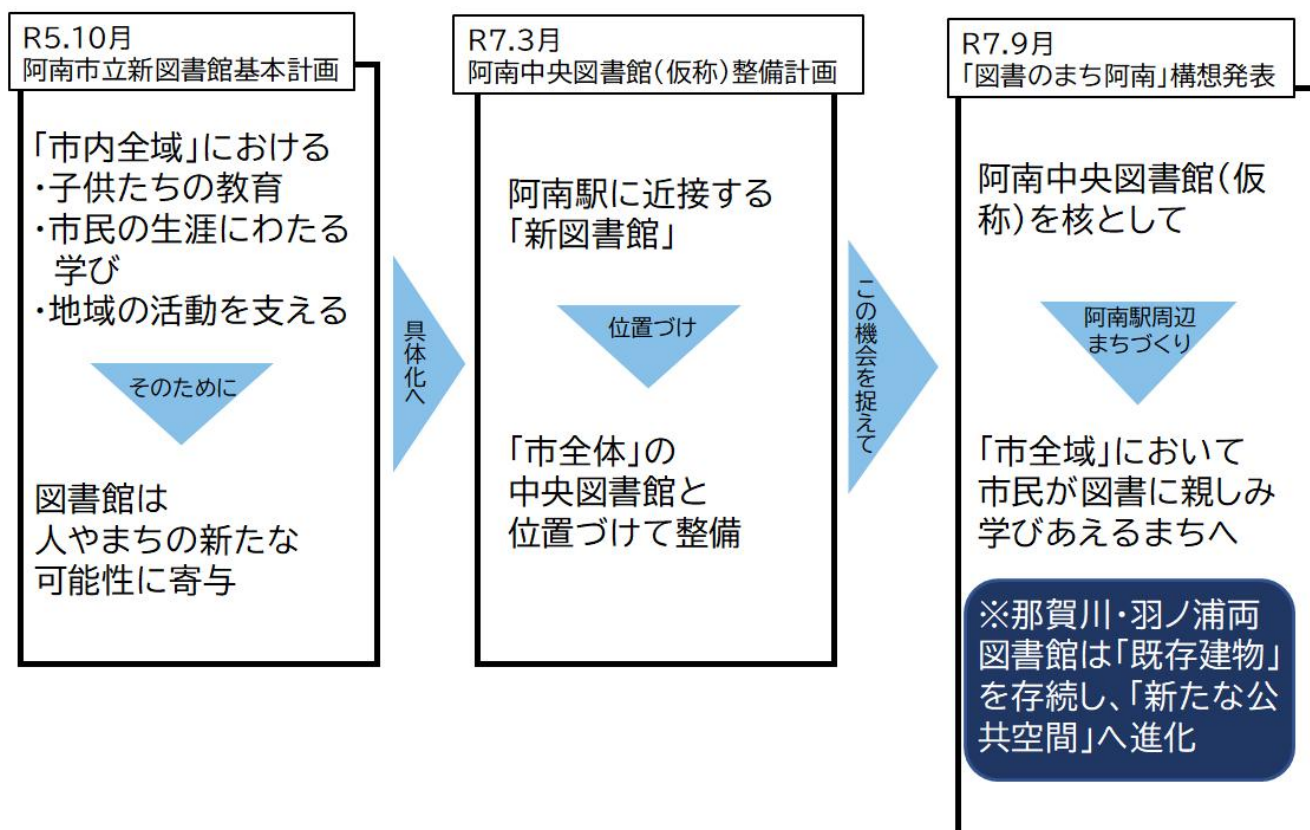 R5.10月
阿南市立新図書館基本計画
「市内全域」における
・子供たちの教育
・市民の生涯にわたる
学び
・地域の活動を支える
そのために
図書館は
人やまちの新たな
可能性に寄与
具体化へ
R7.3月
阿南中央図書館(仮称)整備計画
阿南駅に近接する
「新図書館」
位置づけ
「市全体」の
中央図書館と
位置づけて整備
この機会を捉えて
R7.9月
「図書のまち阿南」構想発表
阿南中央図書館(仮
称)を核として
阿南駅周辺
まちづくり
「市全域」において
市民が図書に親しみ
学びあえるまちへ
※那賀川・羽ノ浦両
図書館は「既存建物」
を存続し、「新たな公
共空間」へ進化